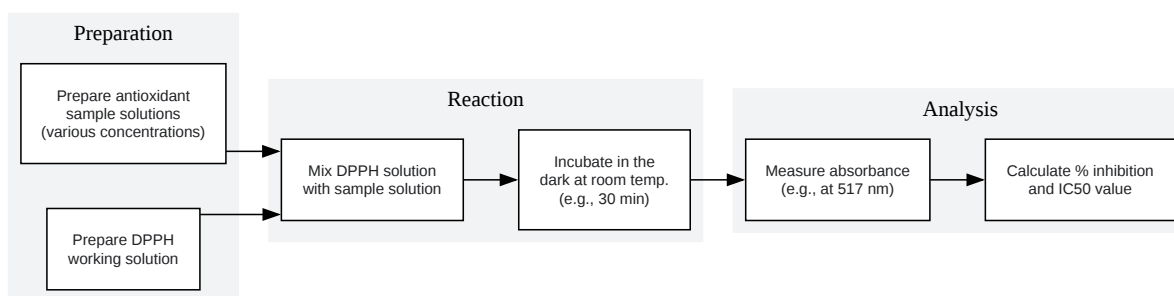 Preparation
Prepare antioxidant
sample solutions
(various concentrations)
Prepare DPPH
working solution
Reaction
Mix DPPH solution
with sample solution
Incubate in the
dark at room temp.
(e.g., 30 min)
Analysis
Measure absorbance
(e.g., at 517 nm)
Calculate % inhibition
and IC50 value